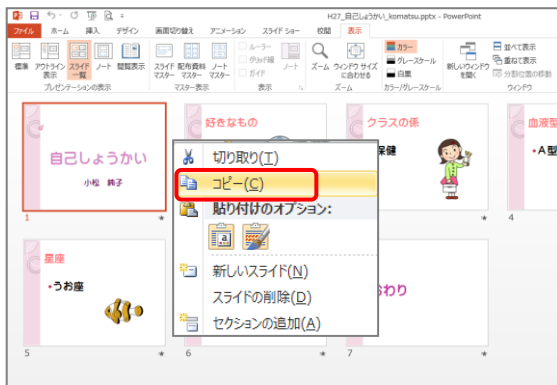 H27_自己しょうかい_komatsu.pptx - PowerPoint
ファイル ホーム 挿入 デザイン 画面切り替え アニメーション スライド ショー 校閲 表示
標準 アウトライン表示 スライド一覧 ノート 閲覧表示
スライドマスター 配布資料マスター ノートマスター
ルーラー
グリッド線
ガイド
ノート
ズーム ウィンドウ サイズに合わせる
カラー
グレースケール
白黒
新しいウィンドウを開く
並べて表示
重ねて表示
分割位置の移動
プレゼンテーションの表示 マスター表示 表示 ズーム カラー/グレースケール ウィンドウ
自己しょうかい
小松
1
好きなもの
クラスの係
保健
血液型
・A型
4
切り取り(T)
コピー(C)
貼り付けのオプション:
a
新しいスライド(N)
スライドの削除(D)
セクションの追加(A)
星座
・うお座
5
6
おわり
7